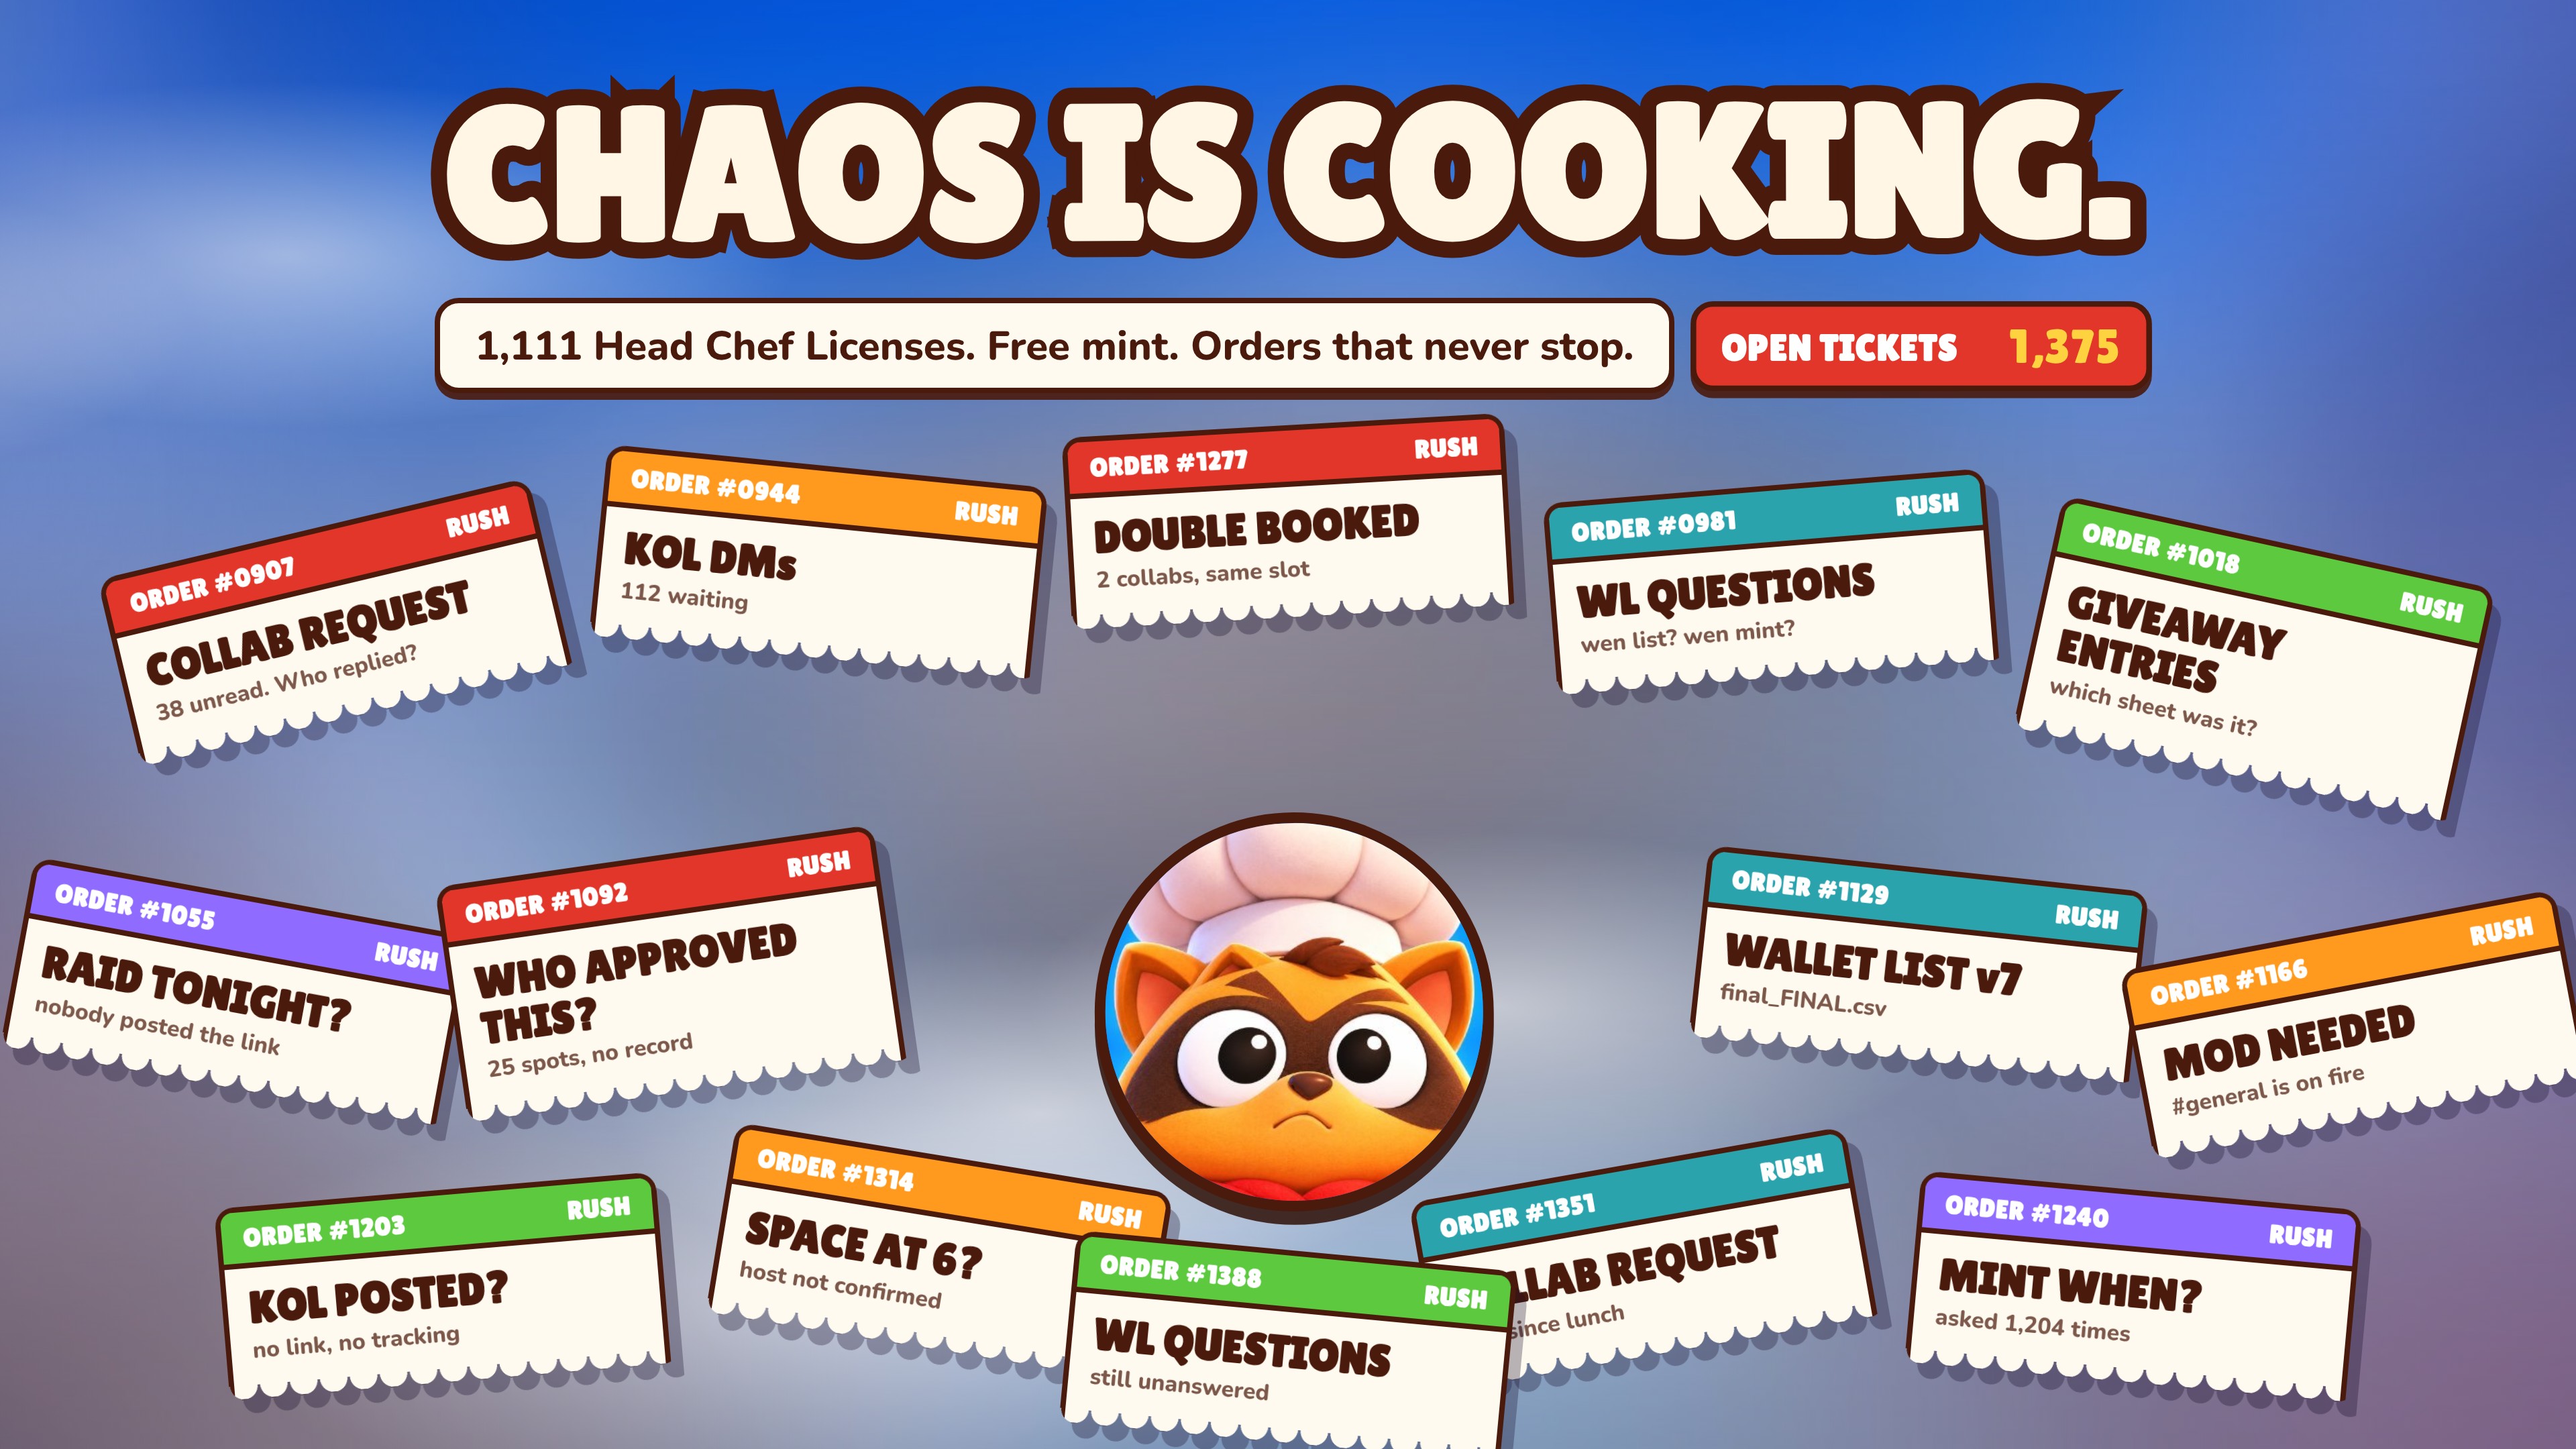 CHAOS IS COOKING.
1,111 Head Chef Licenses. Free mint. Orders that never stop.
OPEN TICKETS 1,375
ORDER #0907 RUSH
COLLAB REQUEST
38 unread. Who replied?
ORDER #0944 RUSH
KOL DMs
112 waiting
ORDER #1277 RUSH
DOUBLE BOOKED
2 collabs, same slot
ORDER #0981 RUSH
WL QUESTIONS
wen list? wen mint?
ORDER #1018 RUSH
GIVEAWAY
ENTRIES
which sheet was it?
ORDER #1055 RUSH
RAID TONIGHT?
nobody posted the link
ORDER #1092 RUSH
WHO APPROVED
THIS?
25 spots, no record
ORDER #1129 RUSH
WALLET LIST v7
final_FINAL.csv
ORDER #1166 RUSH
MOD NEEDED
#general is on fire
ORDER #1203 RUSH
KOL POSTED?
no link, no tracking
ORDER #1314 RUSH
SPACE AT 6?
host not confirmed
ORDER #1388 RUSH
WL QUESTIONS
still unanswered
ORDER #1351 RUSH
LLAB REQUEST
since lunch
ORDER #1240 RUSH
MINT WHEN?
asked 1,204 times